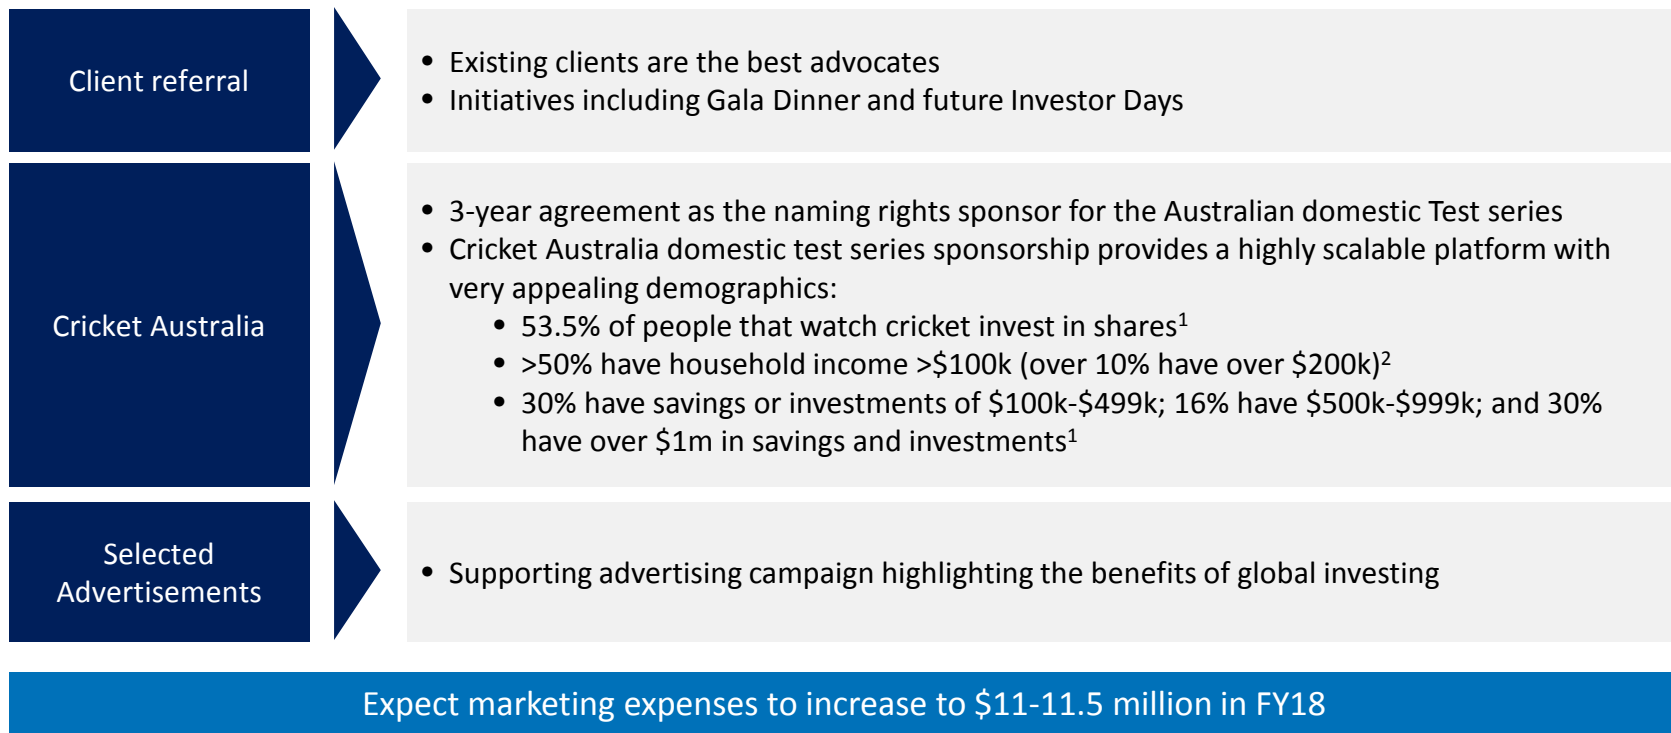 Client referral
• Existing clients are the best advocates
• Initiatives including Gala Dinner and future Investor Days
Cricket Australia
• 3-year agreement as the naming rights sponsor for the Australian domestic Test series
• Cricket Australia domestic test series sponsorship provides a highly scalable platform with
very appealing demographics:
• 53.5% of people that watch cricket invest in shares¹
• >50% have household income >$100k (over 10% have over $200k)²
• 30% have savings or investments of $100k-$499k; 16% have $500k-$999k; and 30%
have over $1m in savings and investments¹
Selected
Advertisements
• Supporting advertising campaign highlighting the benefits of global investing
Expect marketing expenses to increase to $11-11.5 million in FY18